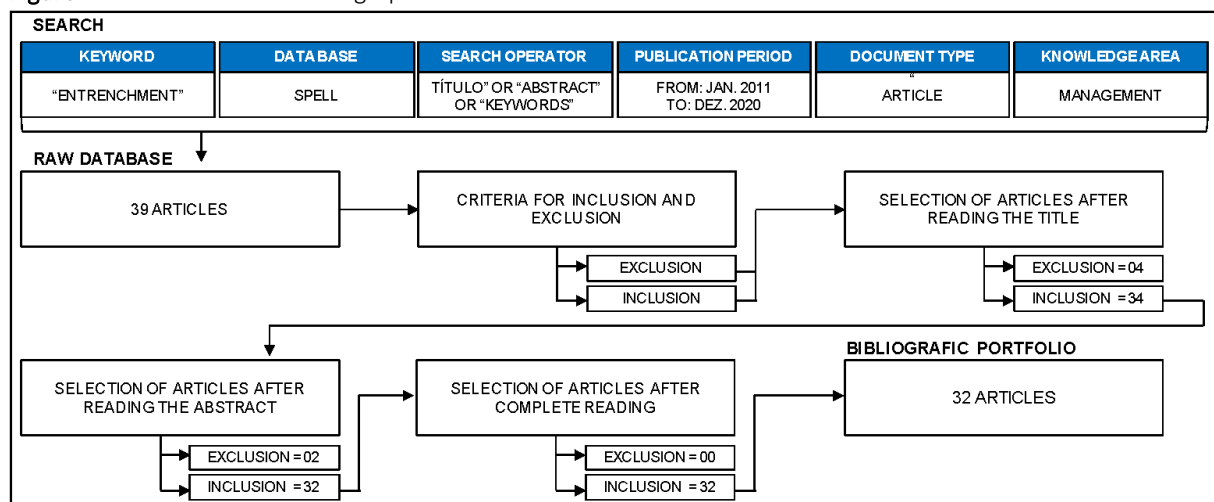 SEARCH
KEYWORD
DATABASE
SEARCH OPERATOR
PUBLICATION PERIOD
DOCUMENT TYPE
KNOWLEDGE AREA
"ENTRENCHMENT"
SPELL
TÍTULO" OR "ABSTRACT"
OR "KEYWORDS"
FROM: JAN. 2011
TO: DEZ. 2020
"
ARTICLE
MANAGEMENT
RAW DATABASE
39 ARTICLES
CRITERIA FOR INCLUSION AND
EXCLUSION
EXCLUSION
INCLUSION
SELECTION OF ARTICLES AFTER
READING THE TITLE
EXCLUSION = 04
INCLUSION = 34
SELECTION OF ARTICLES AFTER
READING THE ABSTRACT
EXCLUSION = 02
INCLUSION = 32
SELECTION OF ARTICLES AFTER
COMPLETE READING
EXCLUSION = 00
INCLUSION = 32
BIBLIOGRAFIC PORTFOLIO
32 ARTICLES